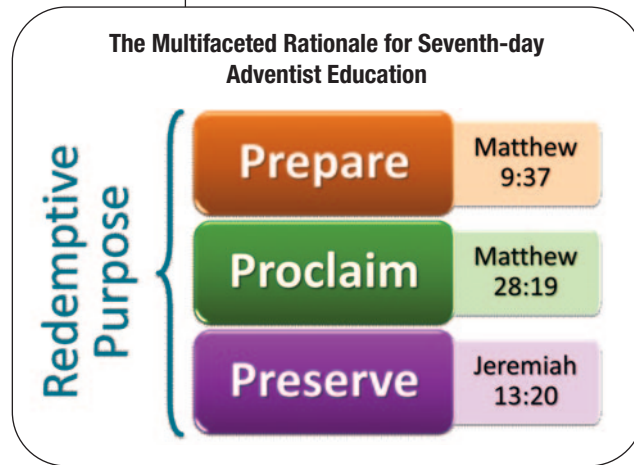 The Multifaceted Rationale for Seventh-day
Adventist Education
Redemptive
Purpose
Prepare
Matthew
9:37
Proclaim
Matthew
28:19
Preserve
Jeremiah
13:20